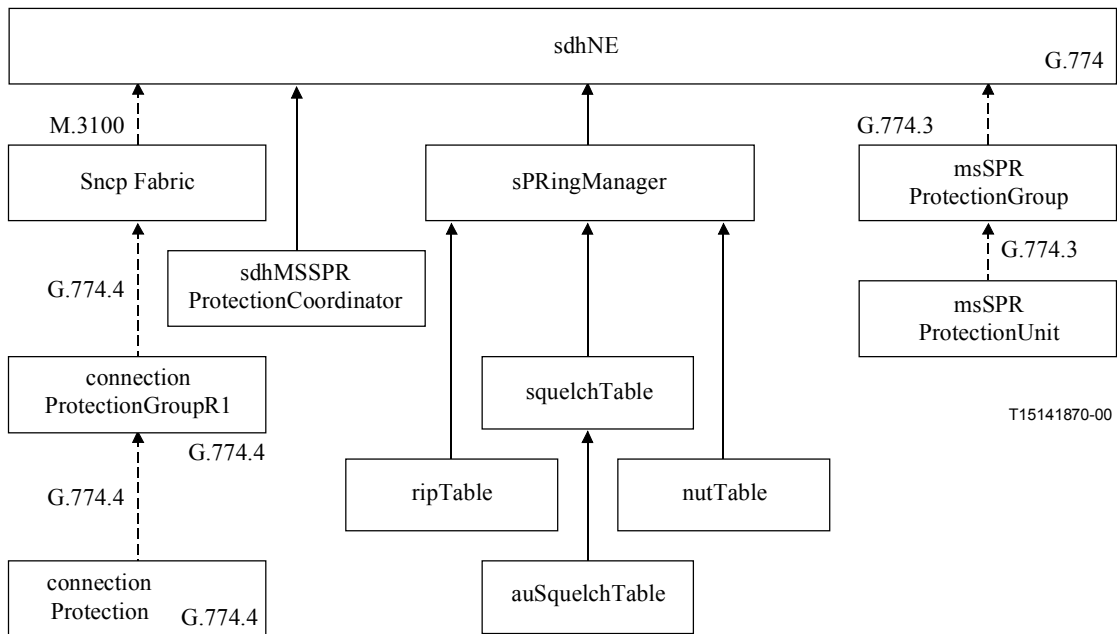 sdhNE
G.774
M.3100
G.774.3
Sncp Fabric
sPRingManager
msSPR
ProtectionGroup
G.774.3
sdhMSSPR
ProtectionCoordinator
G.774.4
msSPR
ProtectionUnit
connection
ProtectionGroupR1
squelchTable
T15141870-00
G.774.4
G.774.4
ripTable
nutTable
connection
Protection
G.774.4
auSquelchTable